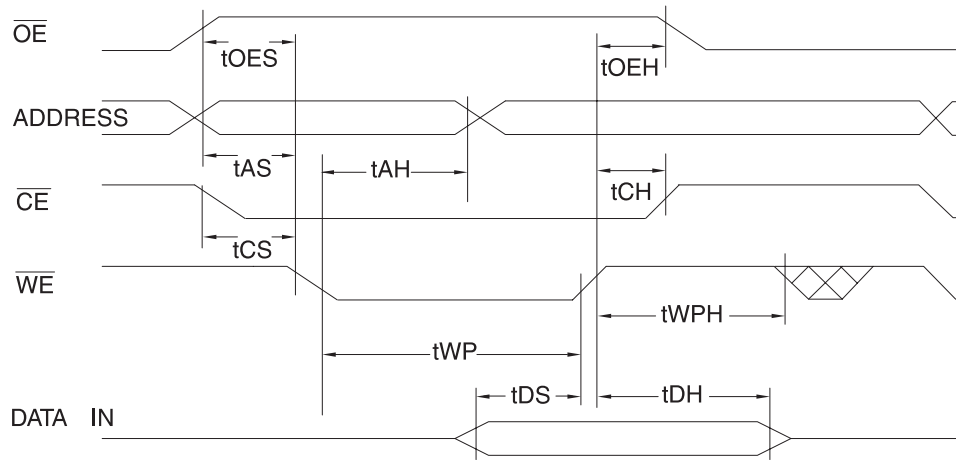 OE
tOES
tOEH
ADDRESS
tAS
tAH
tCH
CE
tCS
WE
tWPH
tWP
tDS
tDH
DATA IN